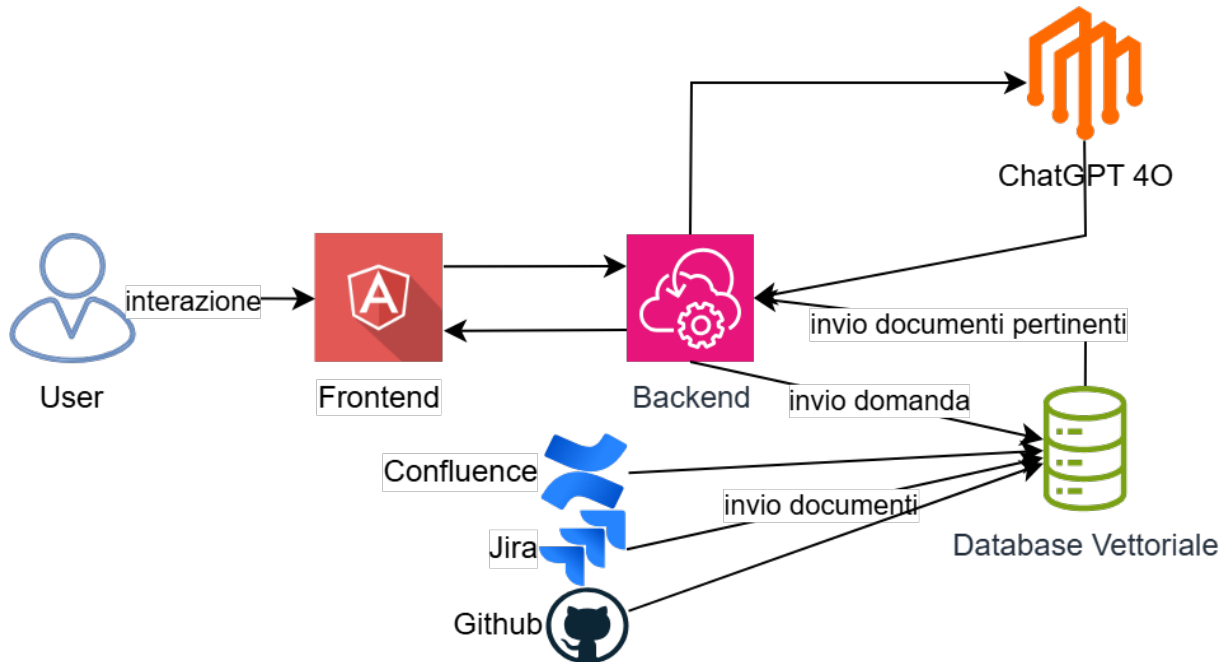 ChatGPT 4O
interazione
invio documenti pertinenti
User
Frontend
Backend
invio domanda
Confluence
invio documenti
Jira
Database Vettoriale
Github